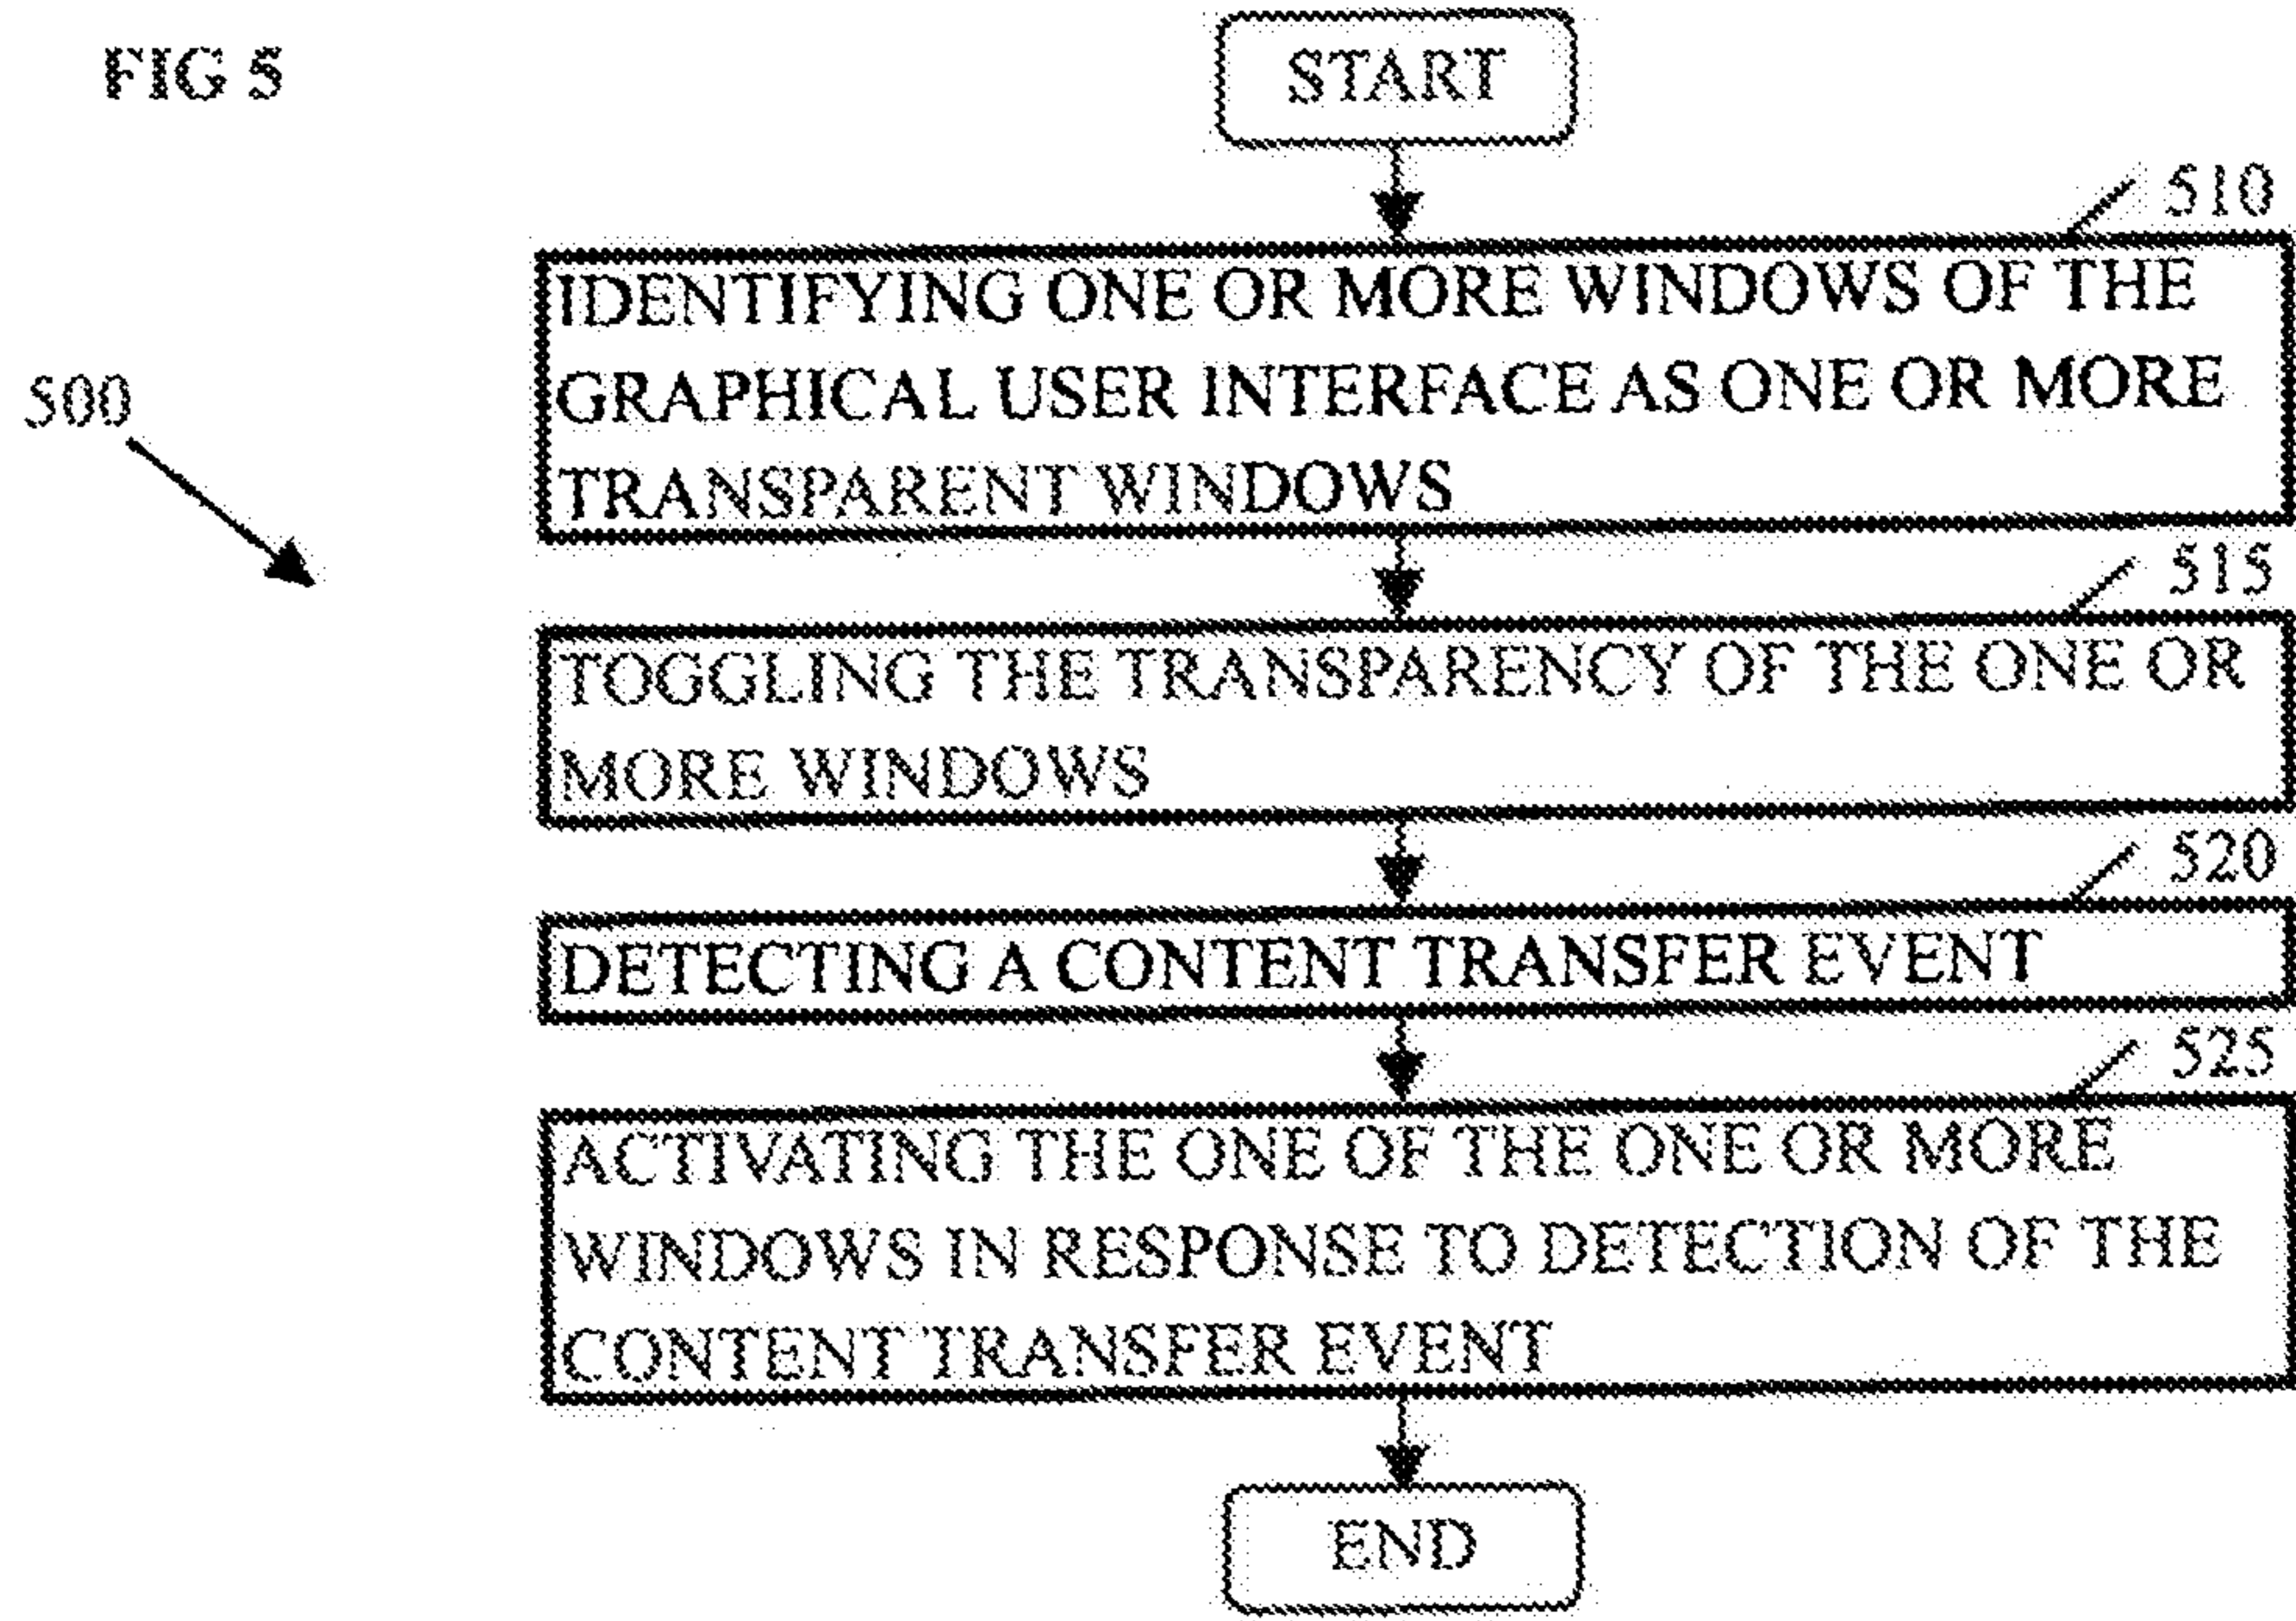 FIG 5
START
510
IDENTIFYING ONE OR MORE WINDOWS OF THE
GRAPHICAL USER INTERFACE AS ONE OR MORE
TRANSPARENT WINDOWS
500
515
TOGGLING THE TRANSPARENCY OF THE ONE OR
MORE WINDOWS
520
DETECTING A CONTENT TRANSFER EVENT
525
ACTIVATING THE ONE OF THE ONE OR MORE
WINDOWS IN RESPONSE TO DETECTION OF THE
CONTENT TRANSFER EVENT
END